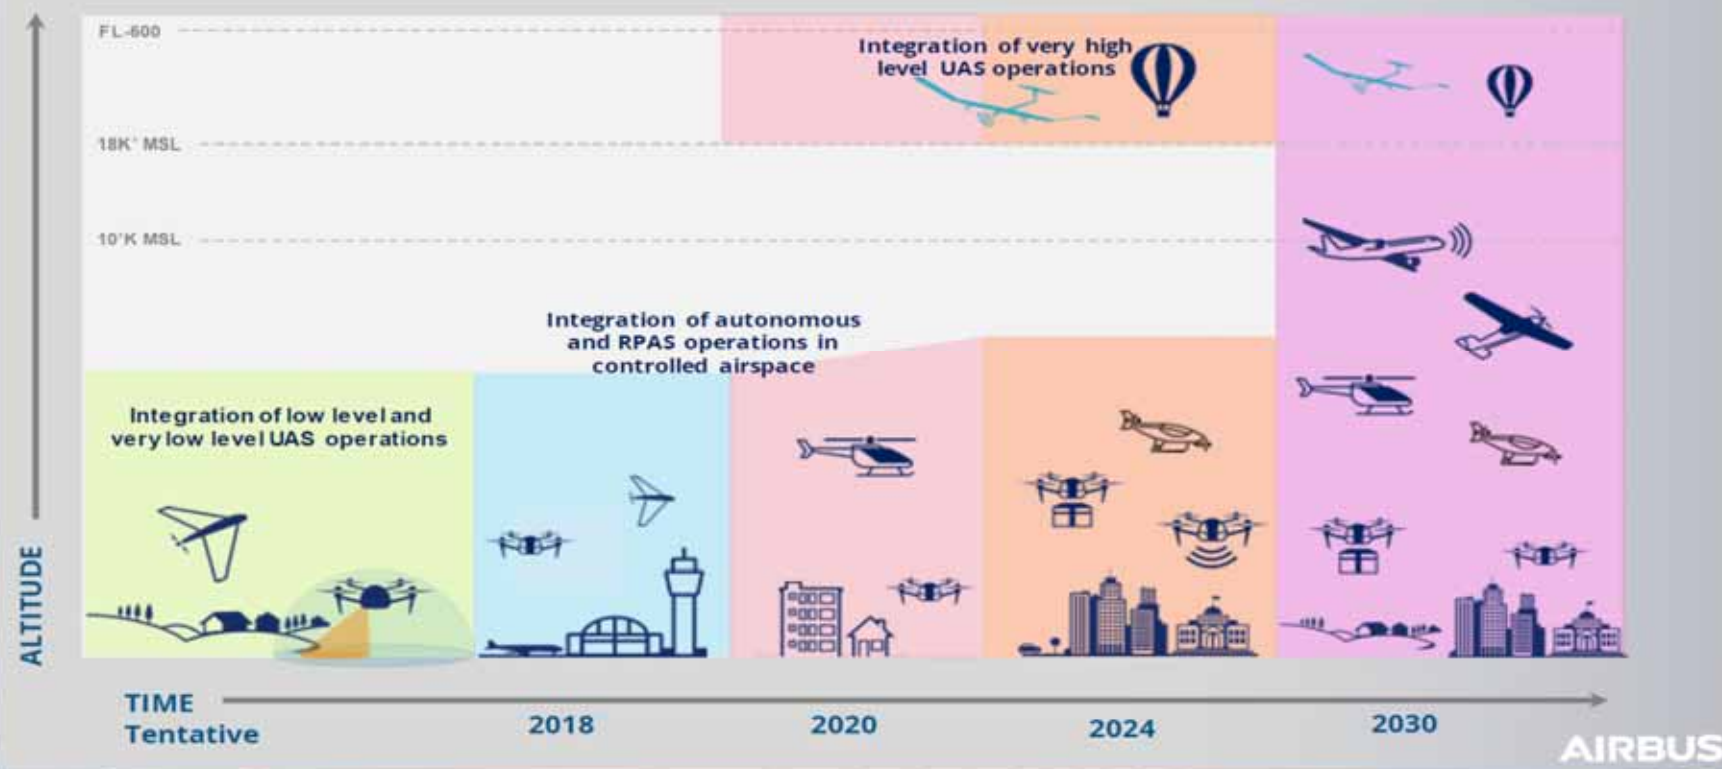 FL-600
Integration of very high
level UAS operations
18K' MSL
10'K MSL
Integration of autonomous
and RPAS operations in
controlled airspace
Integration of low level and
very low level UAS operations
ALTITUDE
TIME
Tentative
2018
2020
2024
2030
AIRBUS